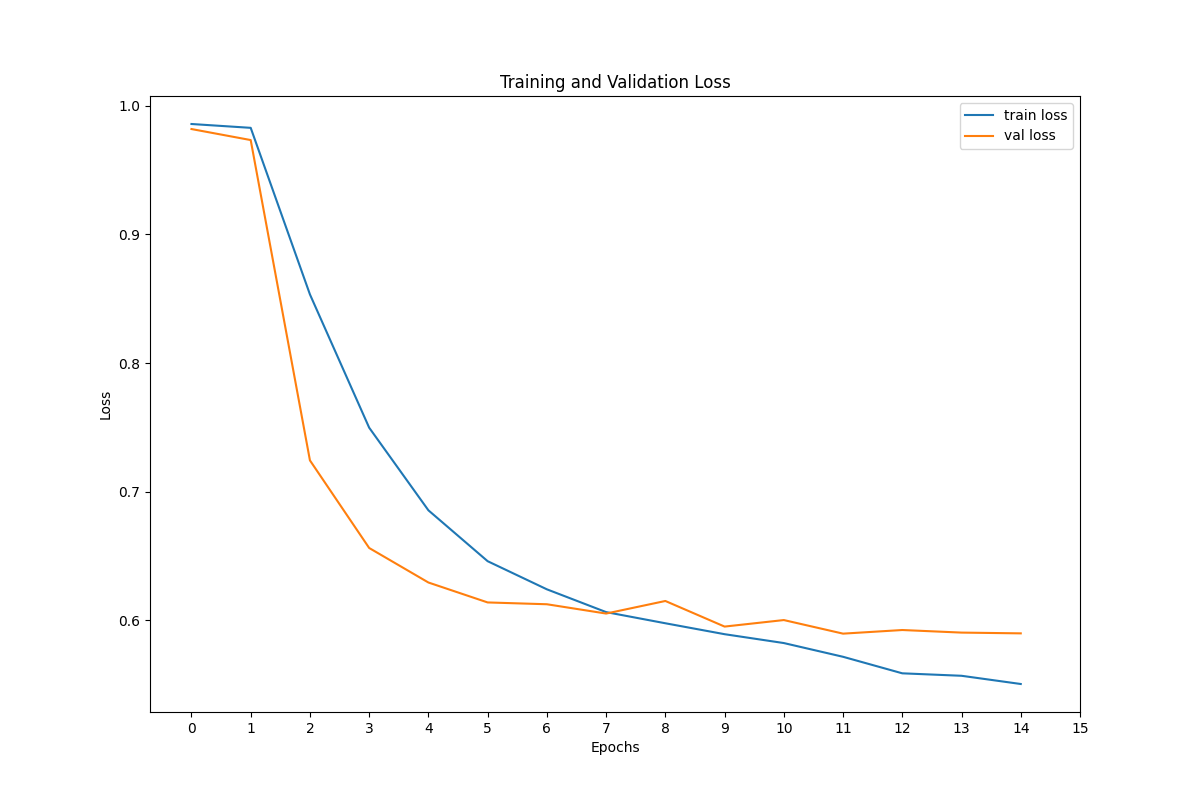 Training and Validation Loss
train loss
val loss
1.0
0.9
0.8
0.7
0.6
Loss
0 1 2 3 4 5 6 7 8 9 10 11 12 13 14 15
Epochs